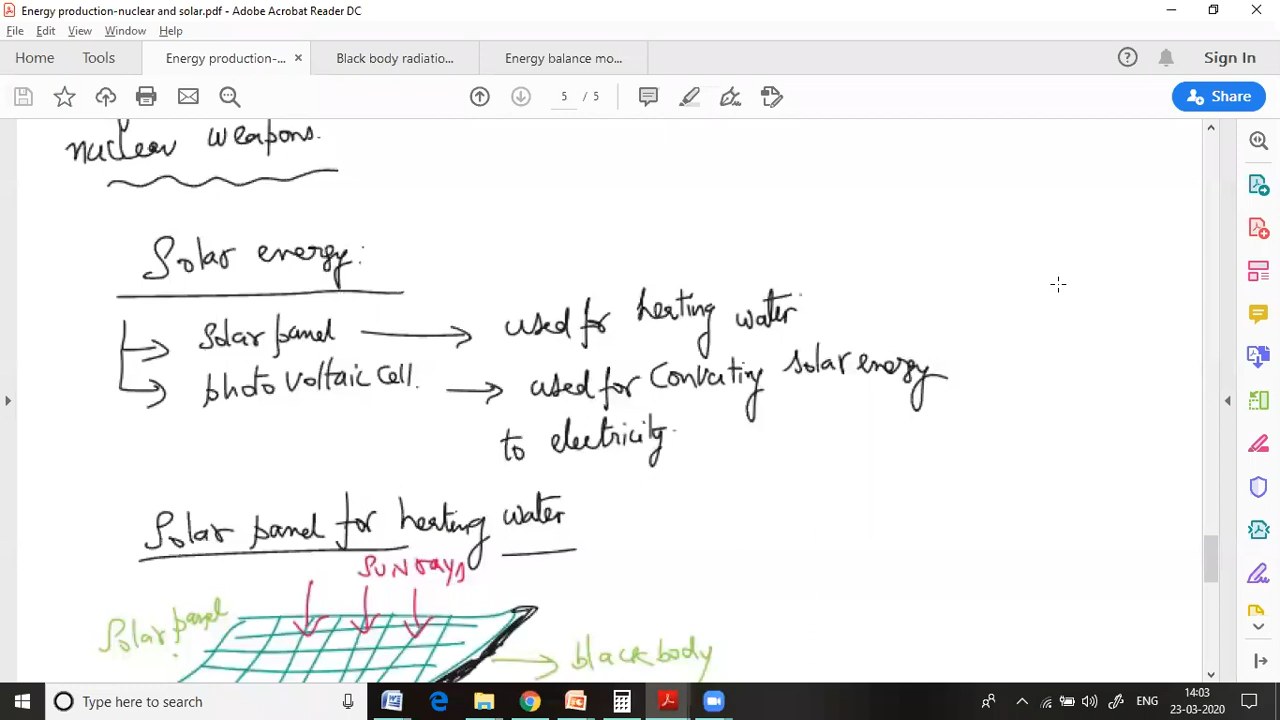 Energy production-nuclear and solar.pdf - Adobe Acrobat Reader DC
File Edit View Window Help
Home Tools Energy production-... × Black body radiatio... Energy balance mo... Sign In
5 / 5 Share
nuclear weapons.
Solar energy:
solar panel → used for heating water
photo voltaic cell. → used for converting solar energy
to electricity.
Solar panel for heating water
SUN rays
Solar panel
black body
Type here to search
ENG 14:03
23-03-2020